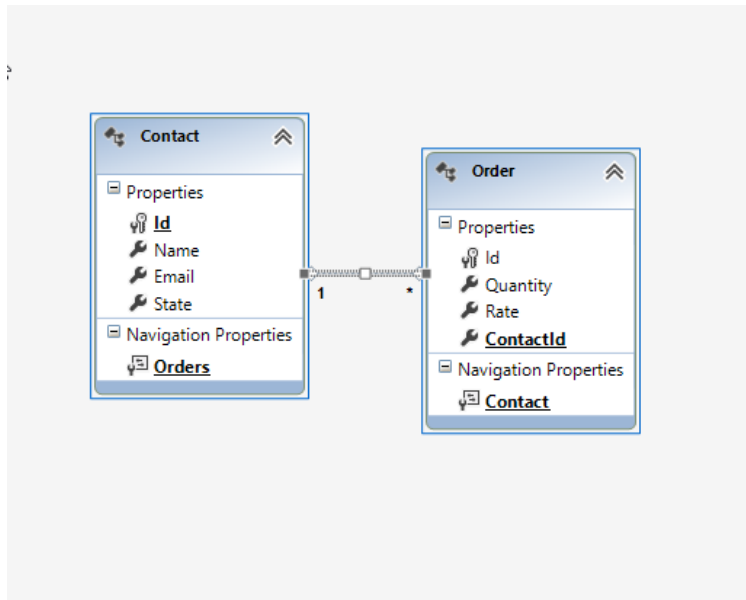 Contact
Properties
Id
Name
Email
State
Navigation Properties
Orders
1
*
Order
Properties
Id
Quantity
Rate
ContactId
Navigation Properties
Contact